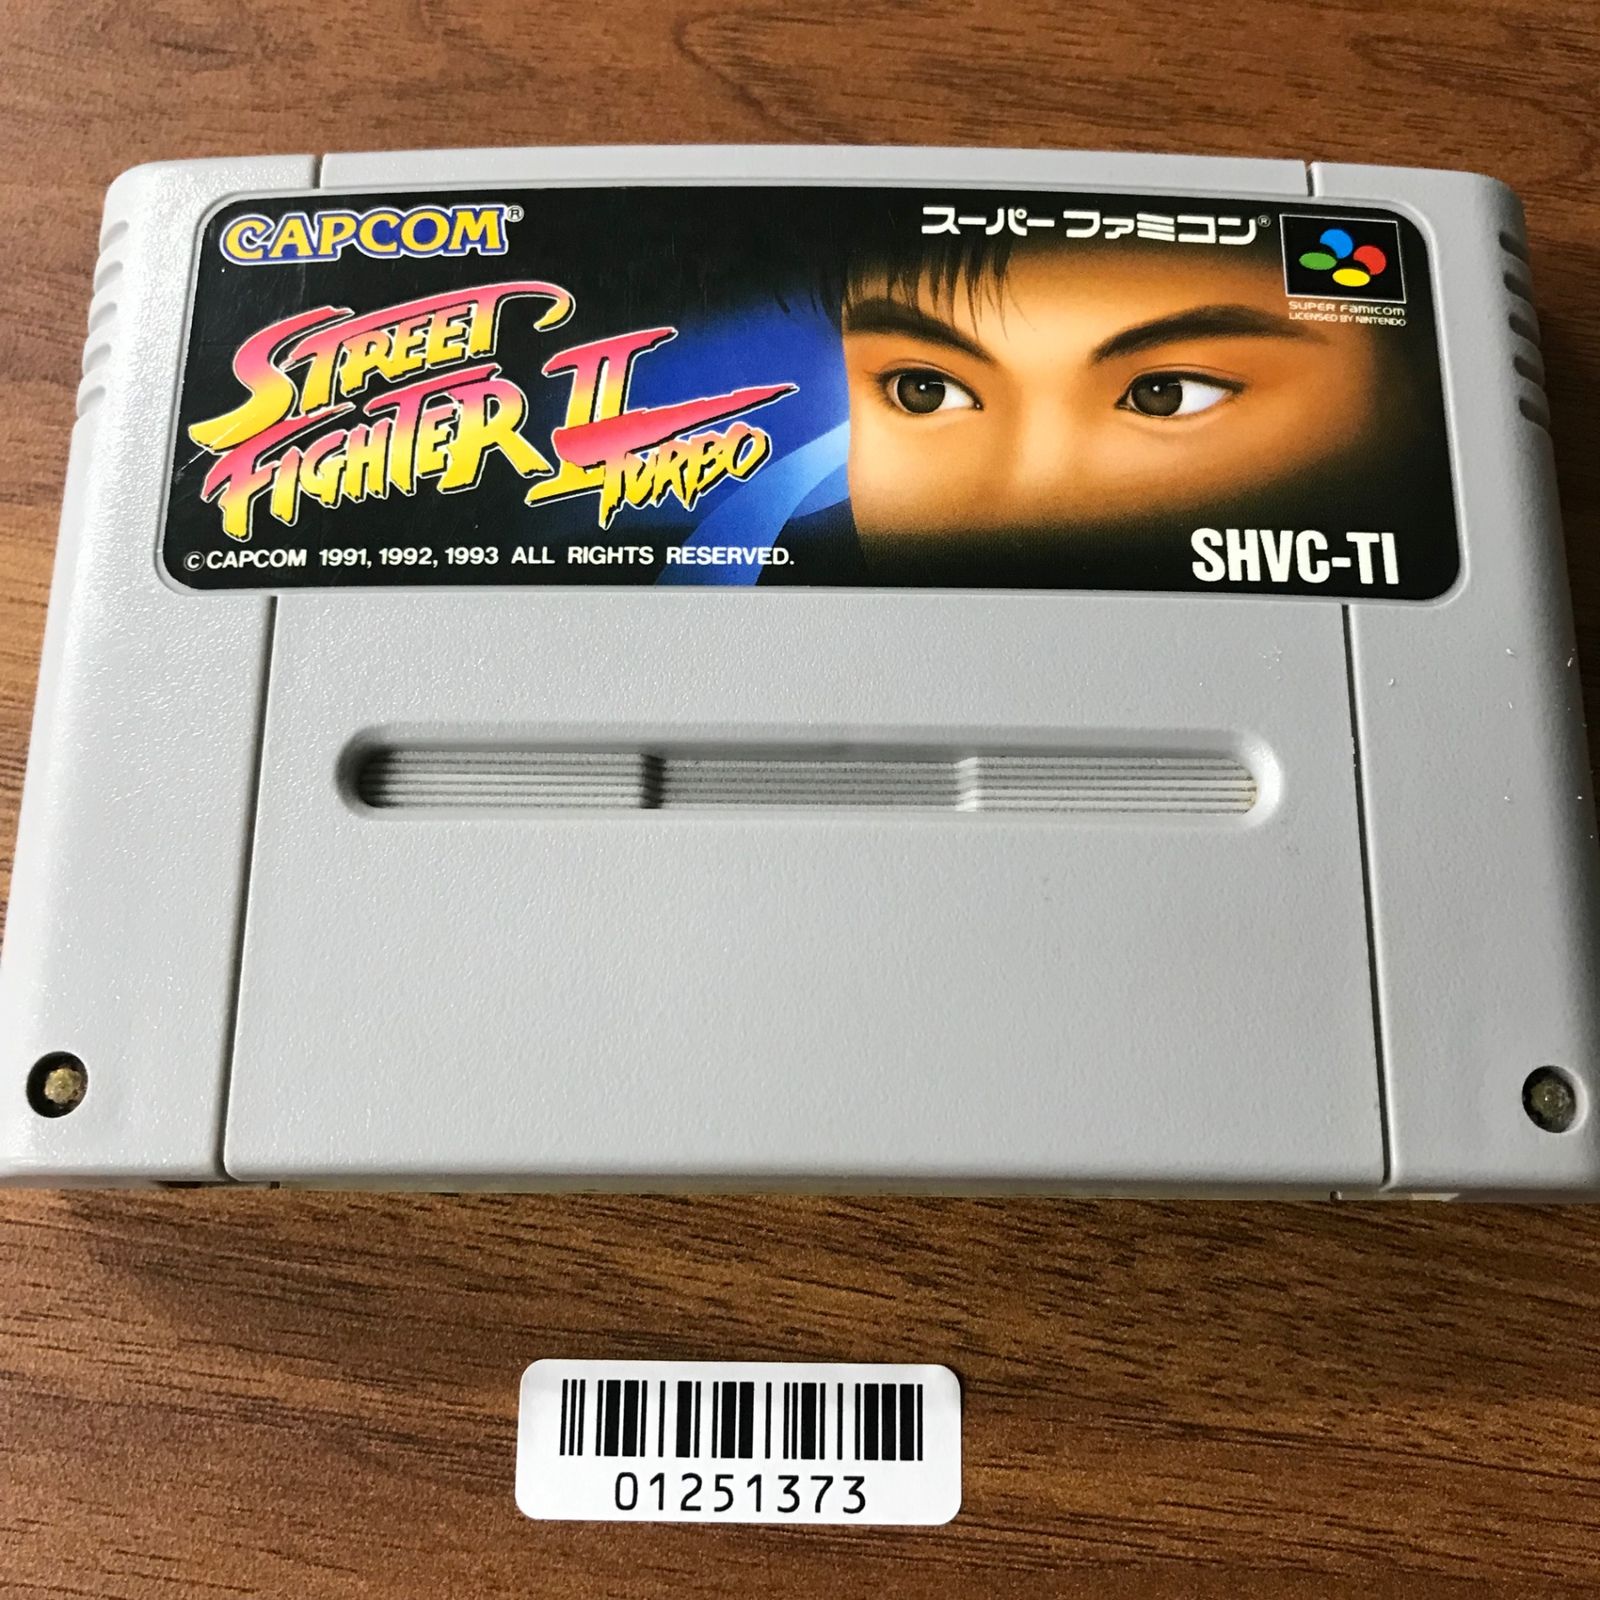 CAPCOM®
スーパーファミコン®
SUPER FAMICOM
LICENSED BY NINTENDO
STREET
FIGHTER II
TURBO
©CAPCOM 1991, 1992, 1993 ALL RIGHTS RESERVED.
SHVC-TI
01251373